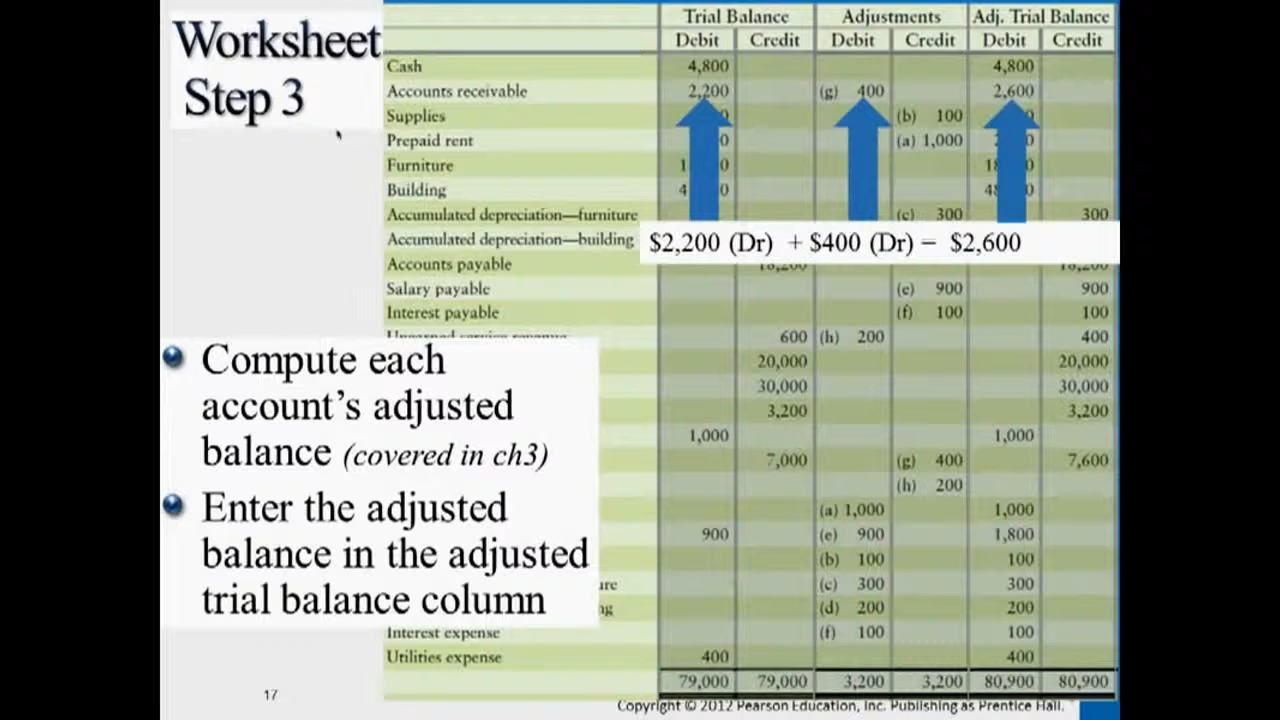 Worksheet
Step 3
Trial Balance Adjustments Adj. Trial Balance
Debit Credit Debit Credit Debit Credit
Cash 4,800 4,800
Accounts receivable 2,200 (g) 400 2,600
Supplies (b) 100
Prepaid rent (a) 1,000
Furniture
Building
Accumulated depreciation—furniture (c) 300 300
Accumulated depreciation—building
$2,200 (Dr) + $400 (Dr) = $2,600
Accounts payable 18,200 18,200
Salary payable (e) 900 900
Interest payable (f) 100 100
600 (h) 200 400
20,000 20,000
30,000 30,000
3,200 3,200
1,000 1,000
7,000 (g) 400 7,600
(h) 200
(a) 1,000 1,000
900 (e) 900 1,800
(b) 100 100
(c) 300 300
(d) 200 200
Interest expense (f) 100 100
Utilities expense 400 400
79,000 79,000 3,200 3,200 80,900 80,900
Compute each
account's adjusted
balance (covered in ch3)
Enter the adjusted
balance in the adjusted
trial balance column
17
Copyright © 2012 Pearson Education, Inc. Publishing as Prentice Hall.